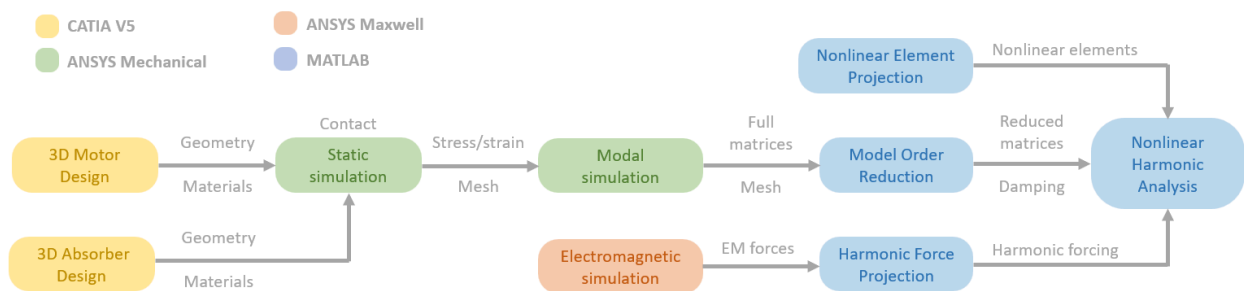 CATIA V5
ANSYS Maxwell
ANSYS Mechanical
MATLAB
Nonlinear Element
Projection
Nonlinear elements
3D Motor
Design
Geometry
Materials
Contact
Static
simulation
Stress/strain
Mesh
Modal
simulation
Full
matrices
Mesh
Model Order
Reduction
Reduced
matrices
Damping
Nonlinear
Harmonic
Analysis
3D Absorber
Design
Geometry
Materials
Electromagnetic
simulation
EM forces
Harmonic Force
Projection
Harmonic forcing